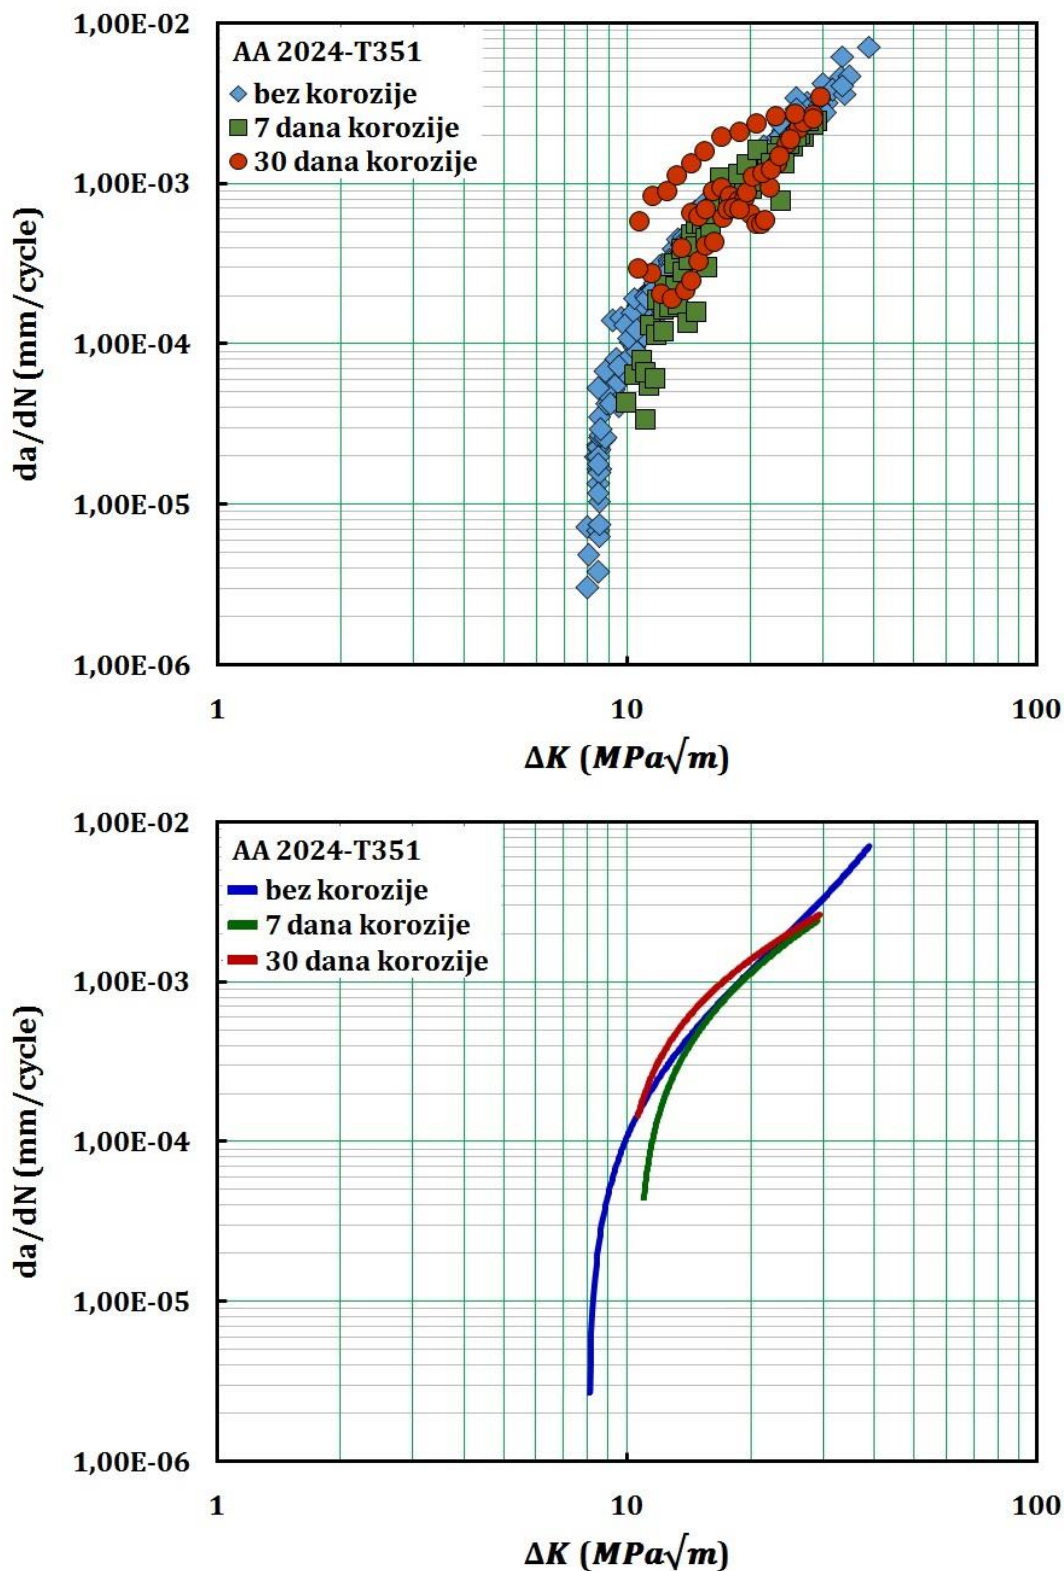 1,00E-02
AA 2024-T351
bez korozije
7 dana korozije
30 dana korozije
1,00E-03
1,00E-04
1,00E-05
1,00E-06
da/dN (mm/cycle)
1
10
100
ΔK (MPa√m)
1,00E-02
AA 2024-T351
bez korozije
7 dana korozije
30 dana korozije
1,00E-03
1,00E-04
1,00E-05
1,00E-06
da/dN (mm/cycle)
1
10
100
ΔK (MPa√m)